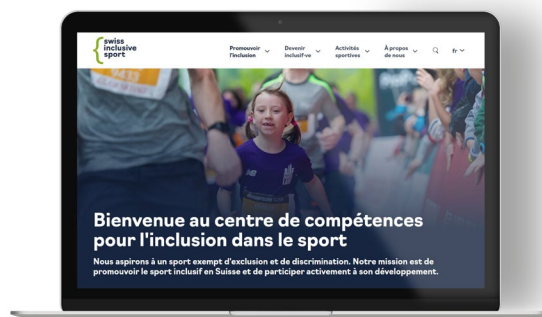 swiss
inclusive
sport
Promouvoir
l'inclusion
Devenir
inclusif·ve
Activités
sportives
À propos
de nous
fr
Bienvenue au centre de compétences
pour l'inclusion dans le sport
Nous aspirons à un sport exempt d'exclusion et de discrimination. Notre mission est de
promouvoir le sport inclusif en Suisse et de participer activement à son développement.